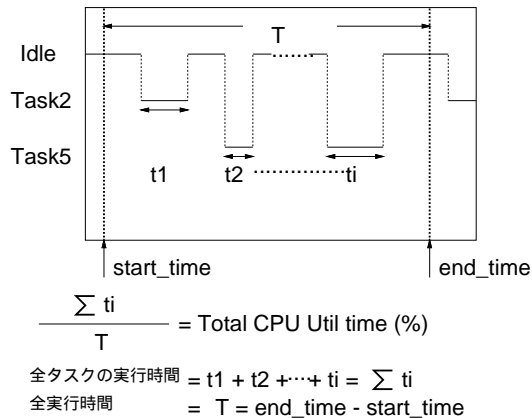 T
Idle
Task2
Task5
t1 t2 ................ ti
start_time end_time
∑ ti
T
= Total CPU Util time (%)
全タスクの実行時間 = t1 + t2 +····+ ti = ∑ ti
全実行時間 = T = end_time - start_time